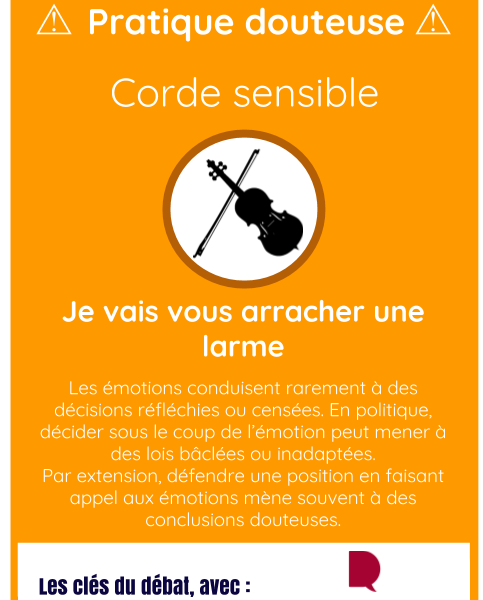 ⚠ Pratique douteuse ⚠
Corde sensible
Je vais vous arracher une
larme
Les émotions conduisent rarement à des
décisions réfléchies ou censées. En politique,
décider sous le coup de l'émotion peut mener à
des lois bâclées ou inadaptées.
Par extension, défendre une position en faisant
appel aux émotions mène souvent à des
conclusions douteuses.
Les clés du débat, avec :